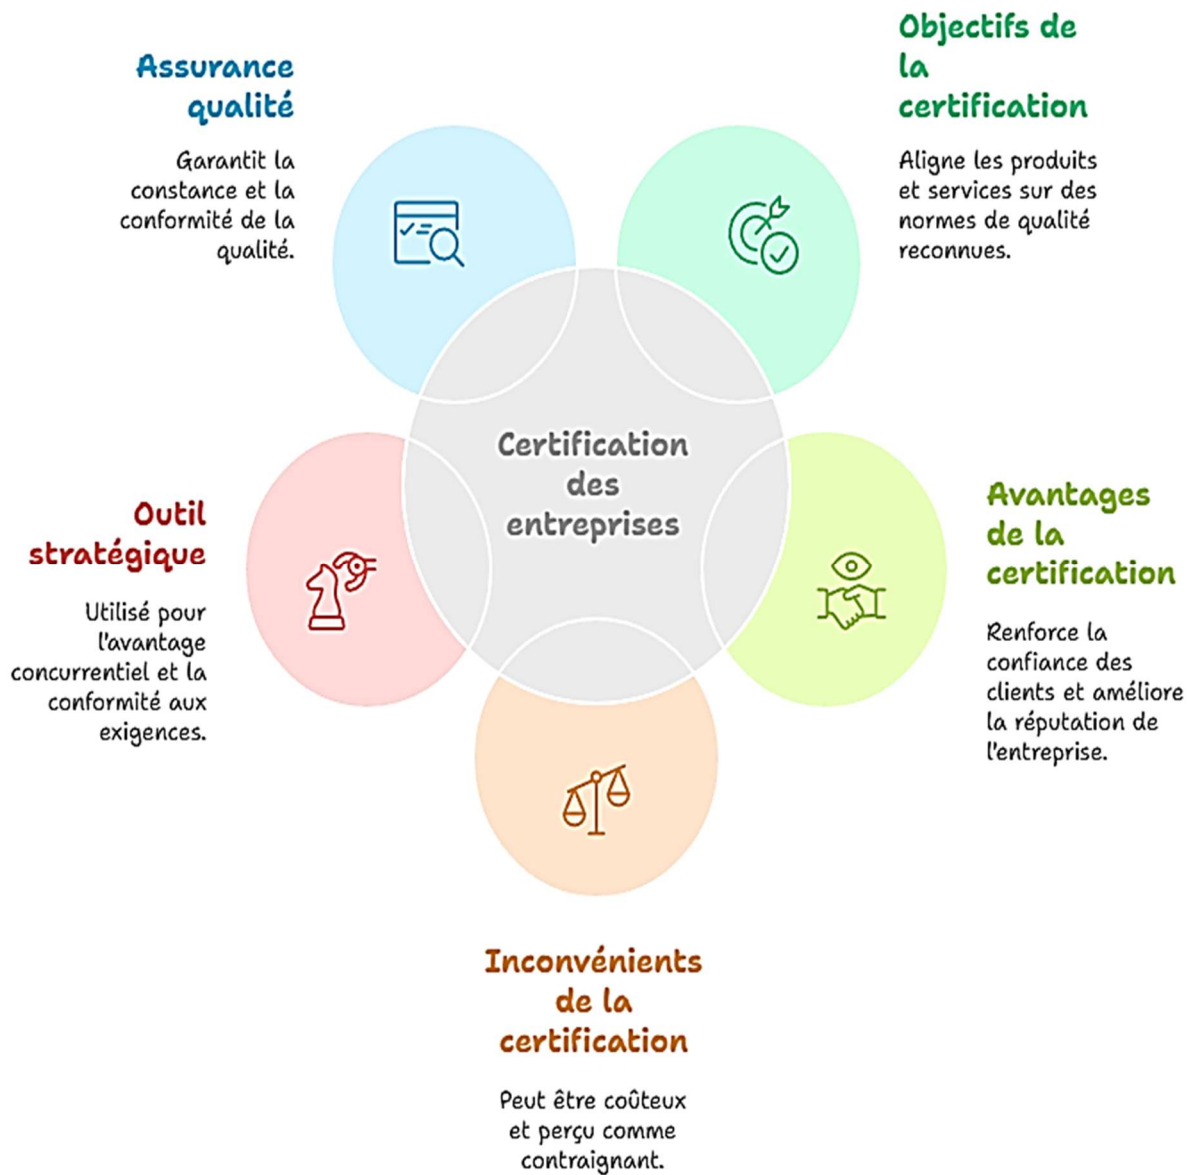 Assurance
qualité
Garantit la
constance et la
conformité de la
qualité.
Objectifs de
la
certification
Aligne les produits
et services sur des
normes de qualité
reconnues.
Certification
des
entreprises
Outil
stratégique
Utilisé pour
l'avantage
concurrentiel et la
conformité aux
exigences.
Avantages
de la
certification
Renforce la
confiance des
clients et améliore
la réputation de
l'entreprise.
Inconvénients
de la
certification
Peut être coûteux
et perçu comme
contraignant.